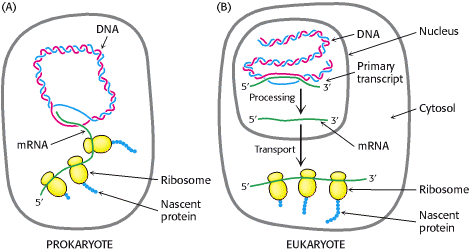 (A)
DNA
mRNA
Ribosome
5′
Nascent
protein
PROKARYOTE
(B)
DNA
Nucleus
Primary
transcript
5′
3′
Processing
Cytosol
5′
3′
mRNA
Transport
5′
3′
Ribosome
Nascent
protein
EUKARYOTE